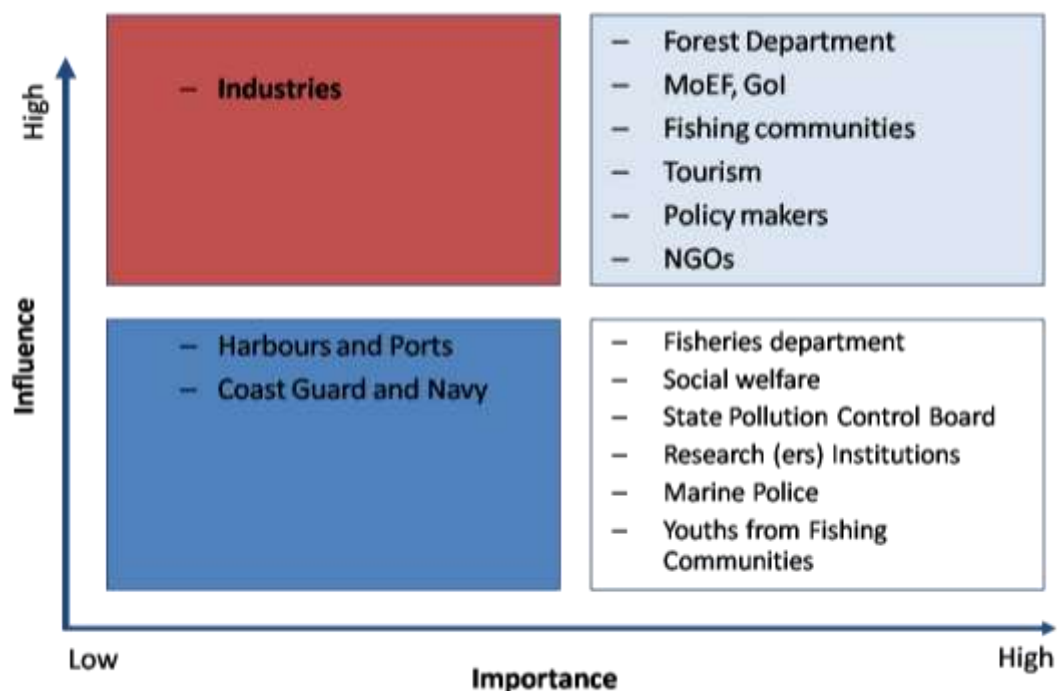 High
Influence
– Industries
– Forest Department
– MoEF, GoI
– Fishing communities
– Tourism
– Policy makers
– NGOs
– Harbours and Ports
– Coast Guard and Navy
– Fisheries department
– Social welfare
– State Pollution Control Board
– Research (ers) Institutions
– Marine Police
– Youths from Fishing
Communities
Low
Importance
High